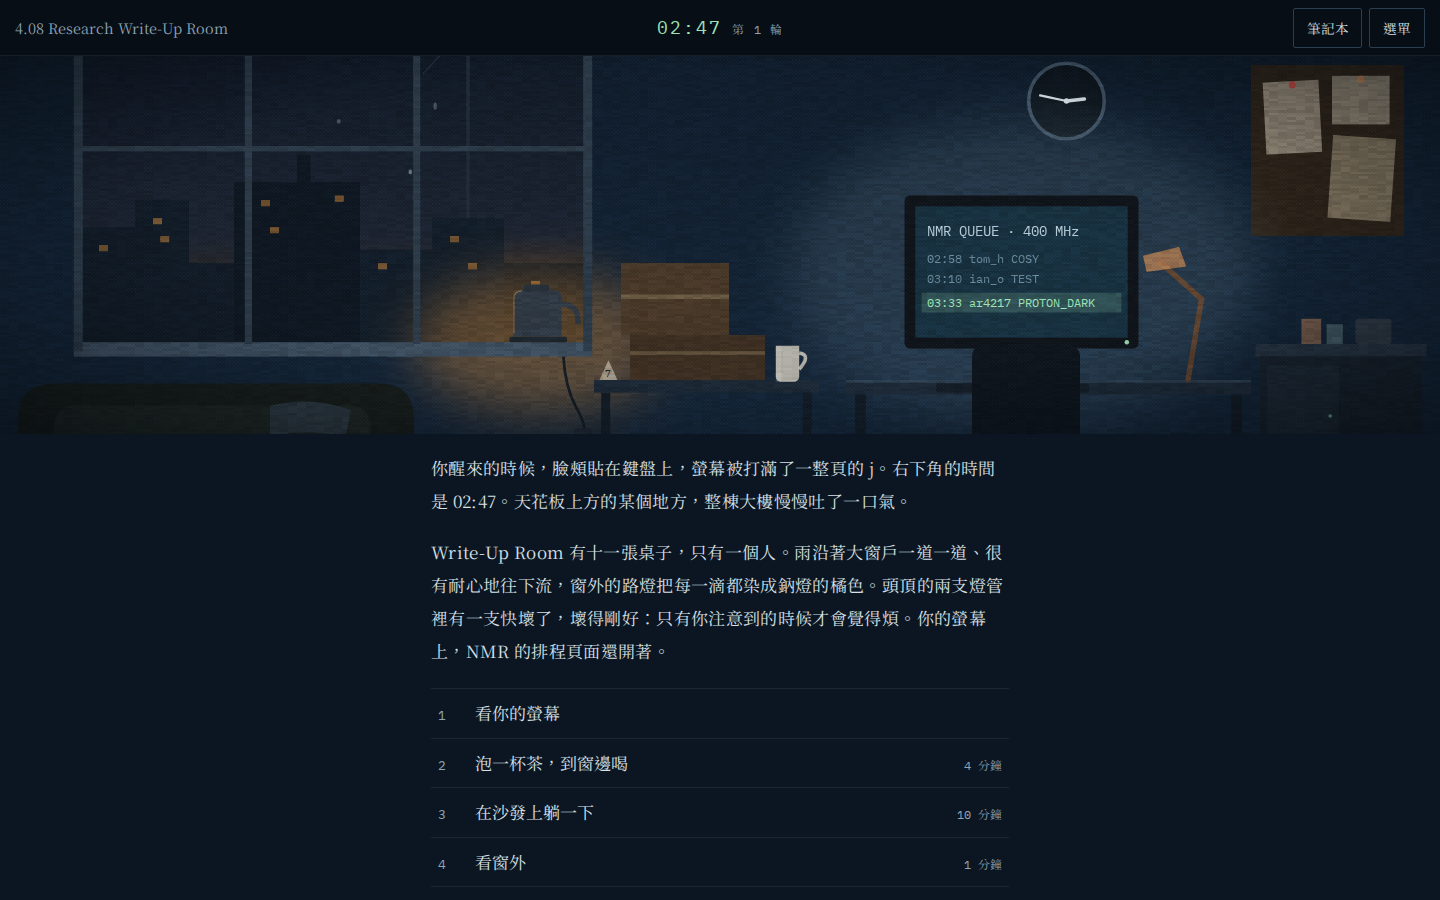 4.08 Research Write-Up Room
02:47 第 1 輪
筆記本
選單
NMR QUEUE · 400 MHz
02:58 tom_h COSY
03:10 ian_o TEST
03:33 ar4217 PROTON_DARK
7
你醒來的時候，臉頰貼在鍵盤上，螢幕被打滿了一整頁的 j。右下角的時間
是 02:47。天花板上方的某個地方，整棟大樓慢慢吐了一口氣。
Write-Up Room 有十一張桌子，只有一個人。雨沿著大窗戶一道一道、很
有耐心地往下流，窗外的路燈把每一滴都染成鈉燈的橘色。頭頂的兩支燈管
裡有一支快壞了，壞得剛好：只有你注意到的時候才會覺得煩。你的螢幕
上，NMR 的排程頁面還開著。
1 看你的螢幕
2 泡一杯茶，到窗邊喝 4 分鐘
3 在沙發上躺一下 10 分鐘
4 看窗外 1 分鐘